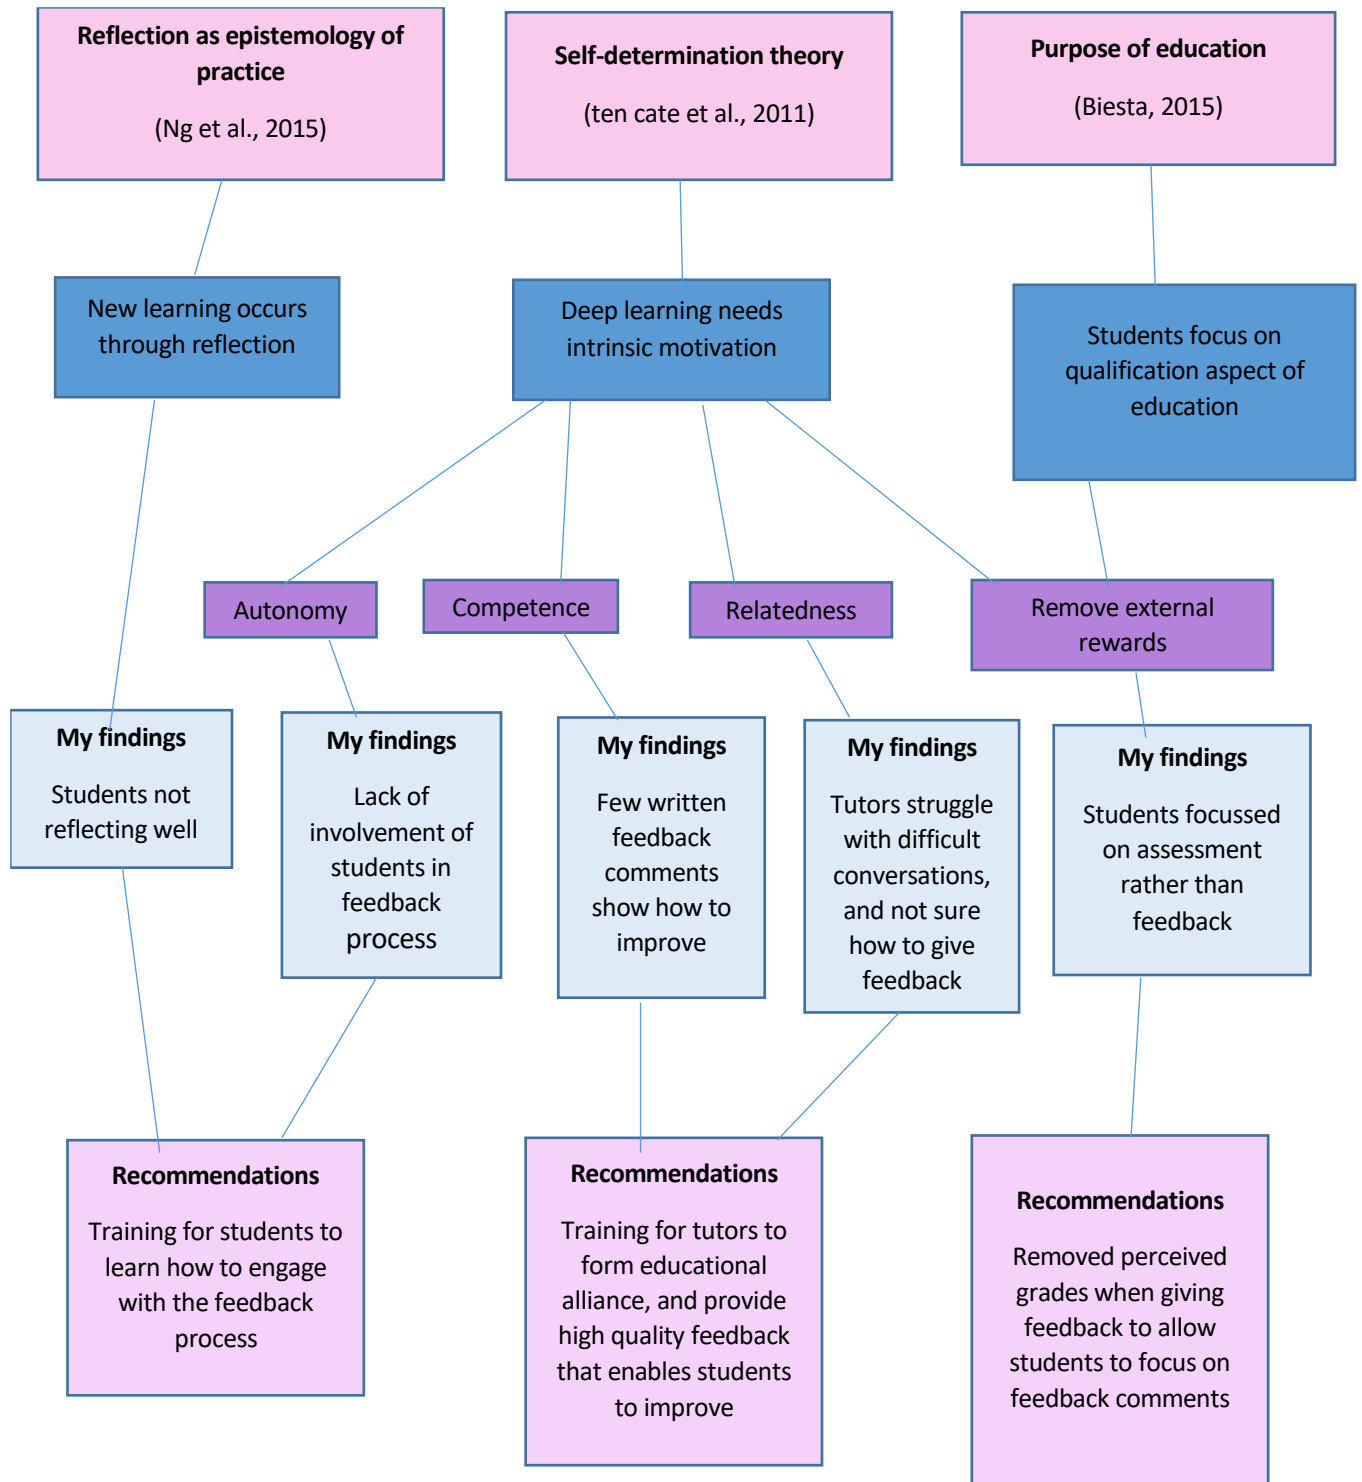 Reflection as epistemology of
practice
(Ng et al., 2015)
Self-determination theory
(ten cate et al., 2011)
Purpose of education
(Biesta, 2015)
New learning occurs
through reflection
Deep learning needs
intrinsic motivation
Students focus on
qualification aspect of
education
Autonomy
Competence
Relatedness
Remove external
rewards
My findings
Students not
reflecting well
My findings
Lack of
involvement of
students in
feedback
process
My findings
Few written
feedback
comments
show how to
improve
My findings
Tutors struggle
with difficult
conversations,
and not sure
how to give
feedback
My findings
Students focussed
on assessment
rather than
feedback
Recommendations
Training for students to
learn how to engage
with the feedback
process
Recommendations
Training for tutors to
form educational
alliance, and provide
high quality feedback
that enables students
to improve
Recommendations
Removed perceived
grades when giving
feedback to allow
students to focus on
feedback comments